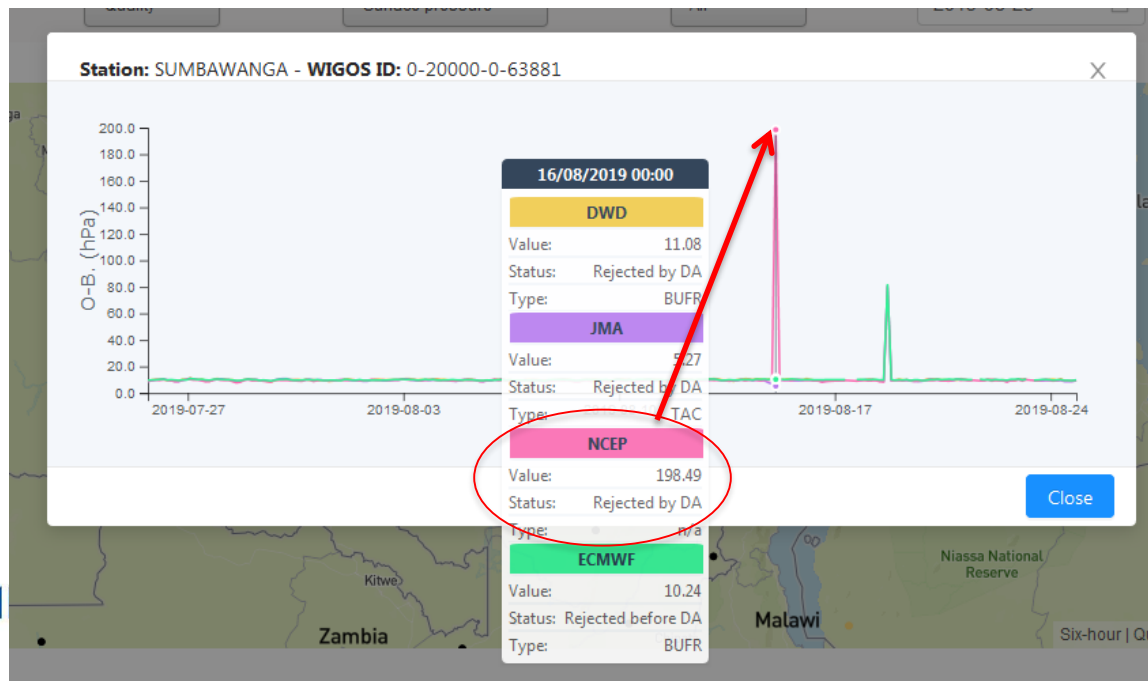 Quality
Station: SUMBAWANGA - WIGOS ID: 0-20000-0-63881
X
O-B. (hPa)
200.0
180.0
160.0
140.0
120.0
100.0
80.0
60.0
40.0
20.0
0.0
2019-07-27
2019-08-03
2019-08-17
2019-08-24
16/08/2019 00:00
DWD
Value: 11.08
Status: Rejected by DA
Type: BUFR
JMA
Value: 5.27
Status: Rejected by DA
Type: TAC
NCEP
Value: 198.49
Status: Rejected by DA
Type: n/a
ECMWF
Value: 10.24
Status: Rejected before DA
Type: BUFR
Close
Kitwe
Zambia
Malawi
Niassa National
Reserve
Six-hour |